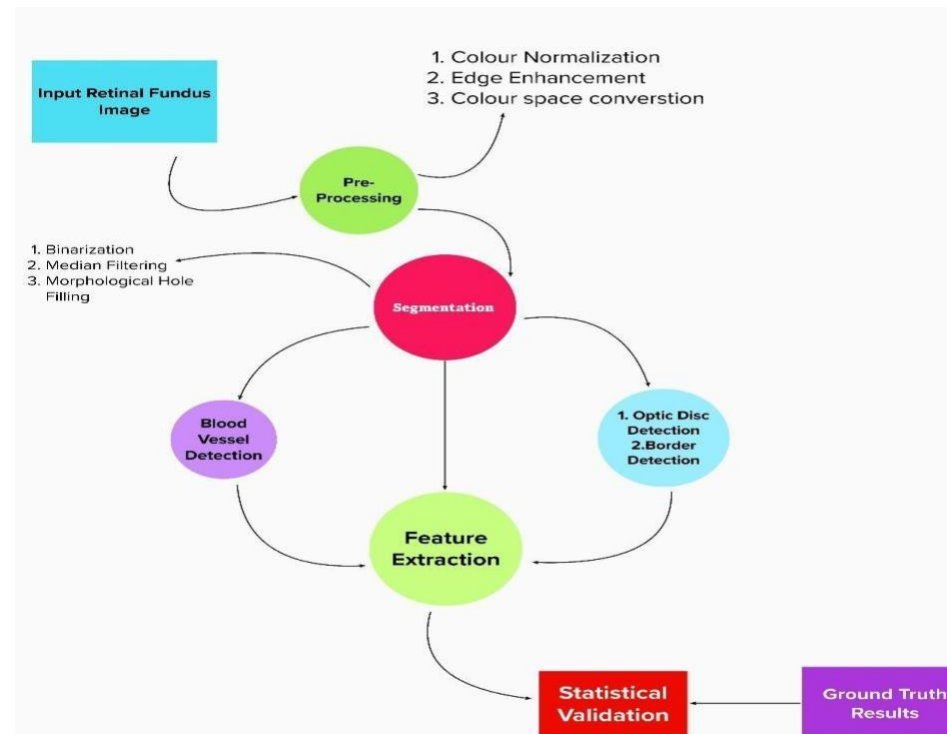 Input Retinal Fundus
Image
1. Colour Normalization
2. Edge Enhancement
3. Colour space converstion
Pre-
Processing
1. Binarization
2. Median Filtering
3. Morphological Hole
Filling
Segmentation
Blood
Vessel
Detection
1. Optic Disc
Detection
2.Border
Detection
Feature
Extraction
Statistical
Validation
Ground Truth
Results